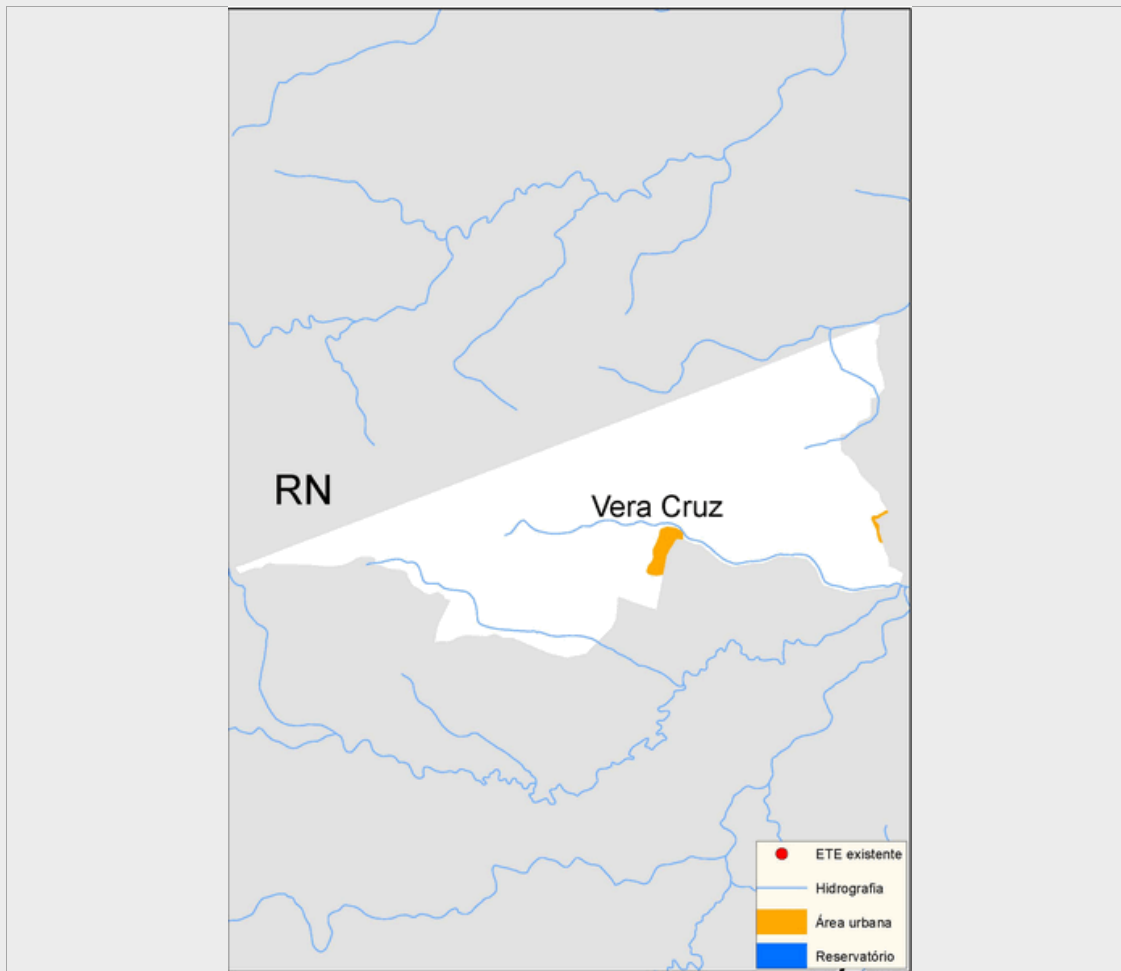 RN
Vera Cruz
ETE existente
Hidrografia
Área urbana
Reservatório